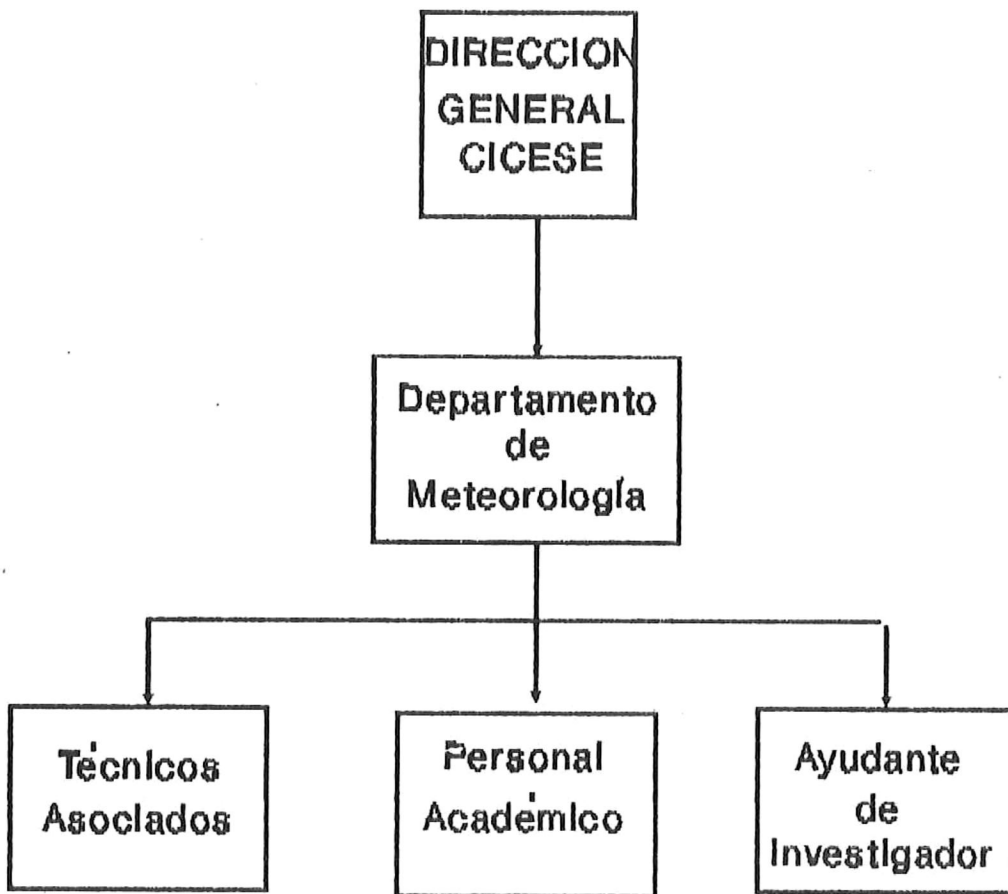 DIRECCION
GENERAL
CICESE
Departamento
de
Meteorología
Técnicos
Asociados
Personal
Académico
Ayudante
de
Investigador